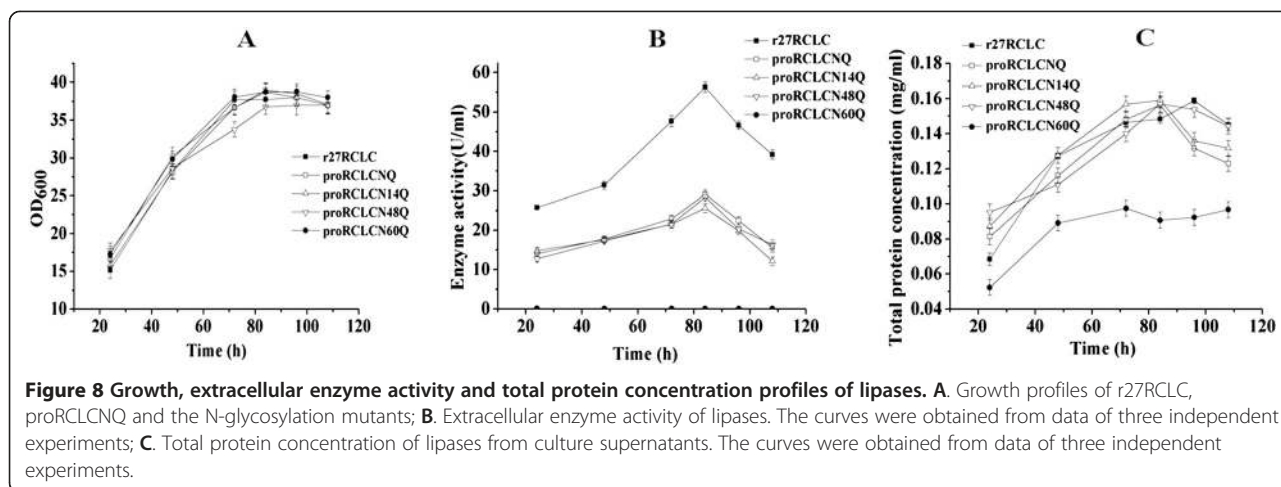 A
OD600
40
35
30
25
20
15
10
r27RCLC
proRCLCNQ
proRCLCN14Q
proRCLCN48Q
proRCLCN60Q
20 40 60 80 100 120
Time (h)
B
Enzyme activity(U/ml)
60
50
40
30
20
10
0
r27RCLC
proRCLCNQ
proRCLCN14Q
proRCLCN48Q
proRCLCN60Q
0 20 40 60 80 100 120
Time (h)
C
Total protein concentration (mg/ml)
0.20
0.18
0.16
0.14
0.12
0.10
0.08
0.06
0.04
r27RCLC
proRCLCNQ
proRCLCN14Q
proRCLCN48Q
proRCLCN60Q
20 40 60 80 100 120
Time (h)
Figure 8 Growth, extracellular enzyme activity and total protein concentration profiles of lipases. A. Growth profiles of r27RCLC,
proRCLCNQ and the N-glycosylation mutants; B. Extracellular enzyme activity of lipases. The curves were obtained from data of three independent
experiments; C. Total protein concentration of lipases from culture supernatants. The curves were obtained from data of three independent
experiments.